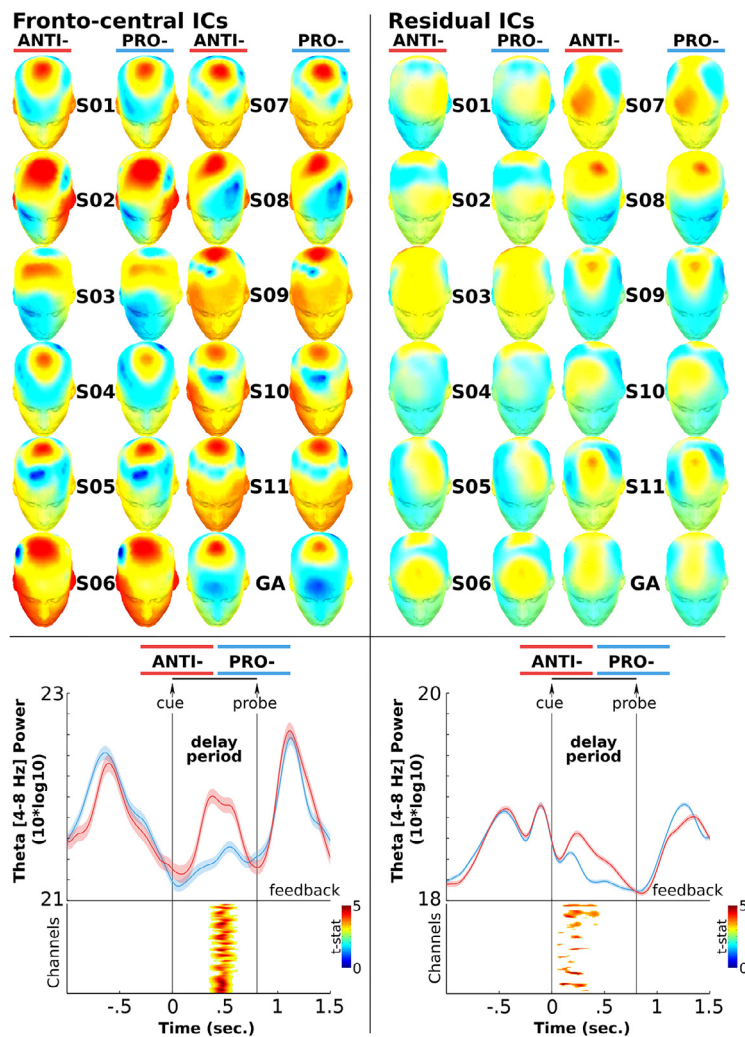 Fronto-central ICs
ANTI- PRO- ANTI- PRO-
S01 S07
S02 S08
S03 S09
S04 S10
S05 S11
S06 GA
Residual ICs
ANTI- PRO- ANTI- PRO-
S01 S07
S02 S08
S03 S09
S04 S10
S05 S11
S06 GA
ANTI- PRO-
23
cue probe
delay
period
Theta [4-8 Hz] Power
(10*log10)
feedback
21
Channels
5
t-stat
0
-.5 0 .5 1 1.5
Time (sec.)
ANTI- PRO-
20
cue probe
delay
period
Theta [4-8 Hz] Power
(10*log10)
feedback
18
Channels
5
t-stat
0
-.5 0 .5 1 1.5
Time (sec.)